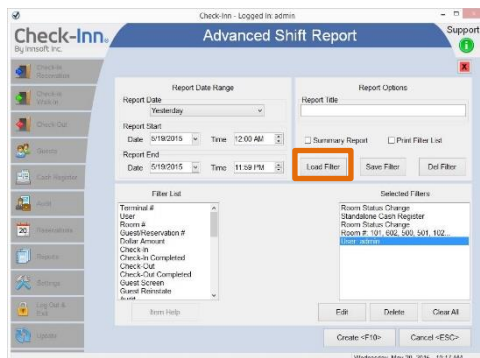 Check-Inn - Logged In: admin
Check-Inn
By Innsoft Inc.
Advanced Shift Report
Support
Check-In
Reservation
Check-In
Walk-In
Check Out
Guests
Cash Register
Audit
20
Reservations
Reports
Settings
Log Out &
Exit
Update
Report Date Range
Report Date
Yesterday
Report Start
Date 5/19/2015 Time 12:00 AM
Report End
Date 5/19/2015 Time 11:59 PM
Report Options
Report Title
Summary Report Print Filter List
Load Filter Save Filter Del Filter
Filter List
Terminal #
User
Room #
Guest/Reservation #
Dollar Amount
Check-In
Check-In Completed
Check-Out
Check-Out Completed
Guest Screen
Guest Reinstate
Audit
Item Help
Selected Filters
Room Status Change
Standalone Cash Register
Room Status Change
Room #: 101, 602, 500, 501, 102...
User: admin
Edit Delete Clear All
Create <F10> Cancel <ESC>